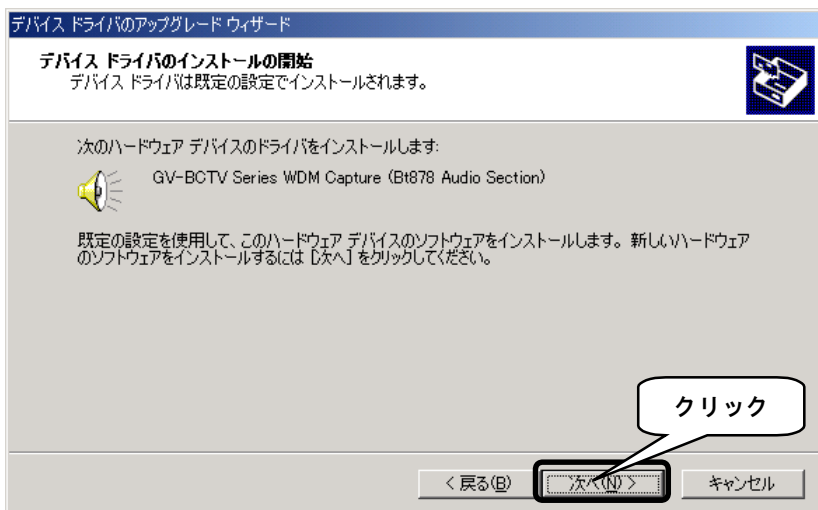 デバイス ドライバのアップグレード ウィザード
デバイス ドライバのインストールの開始
デバイス ドライバは既定の設定でインストールされます。
次のハードウェア デバイスのドライバをインストールします:
GV-BCTV Series WDM Capture (Bt878 Audio Section)
既定の設定を使用して、このハードウェア デバイスのソフトウェアをインストールします。新しいハードウェア
のソフトウェアをインストールするには [次へ] をクリックしてください。
クリック
< 戻る(B)
次へ(N) >
キャンセル